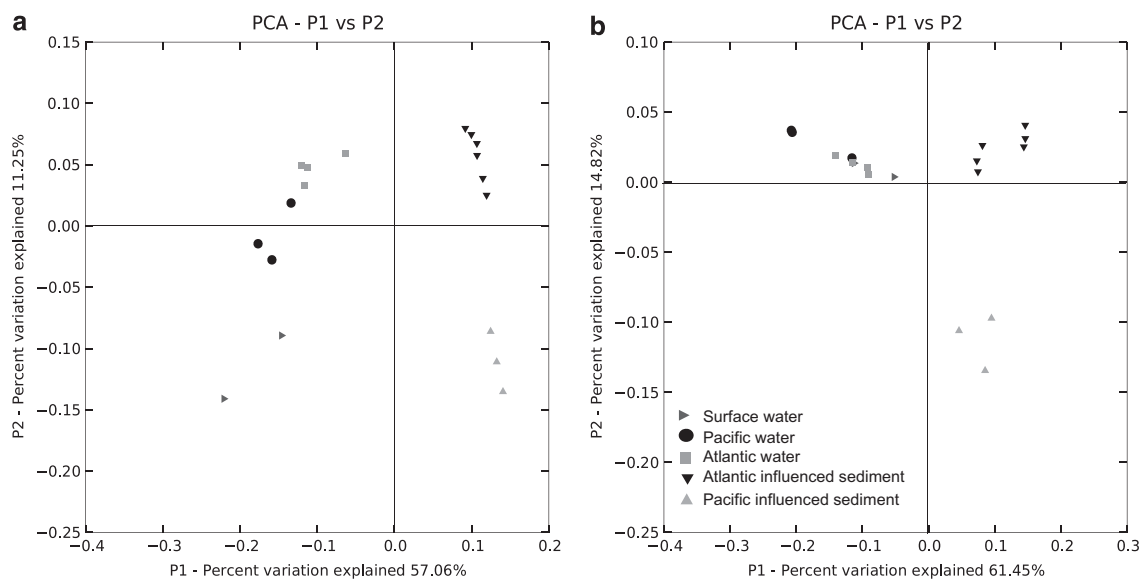 a
PCA - P1 vs P2
0.15
0.10
0.05
0.00
−0.05
−0.10
−0.15
−0.20
−0.25
P2 - Percent variation explained 11.25%
−0.4
−0.3
−0.2
−0.1
0.0
0.1
0.2
P1 - Percent variation explained 57.06%
b
PCA - P1 vs P2
0.10
0.05
0.00
−0.05
−0.10
−0.15
−0.20
−0.25
P2 - Percent variation explained 14.82%
Surface water
Pacific water
Atlantic water
Atlantic influenced sediment
Pacific influenced sediment
−0.4
−0.3
−0.2
−0.1
0.0
0.1
0.2
0.3
P1 - Percent variation explained 61.45%